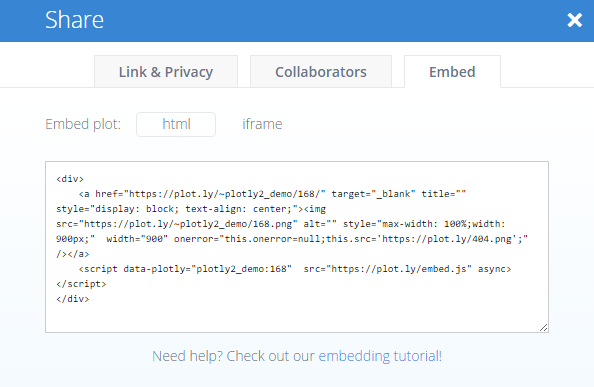 Share
Link & Privacy Collaborators Embed
Embed plot: html iframe
<div>
    <a href="https://plot.ly/~plotly2_demo/168/" target="_blank" title=""
style="display: block; text-align: center;"><img
src="https://plot.ly/~plotly2_demo/168.png" alt="" style="max-width: 100%;width:
900px;"  width="900" onerror="this.onerror=null;this.src='https://plot.ly/404.png';"
/></a>
    <script data-plotly="plotly2_demo:168"  src="https://plot.ly/embed.js" async>
</script>
</div>
Need help? Check out our embedding tutorial!